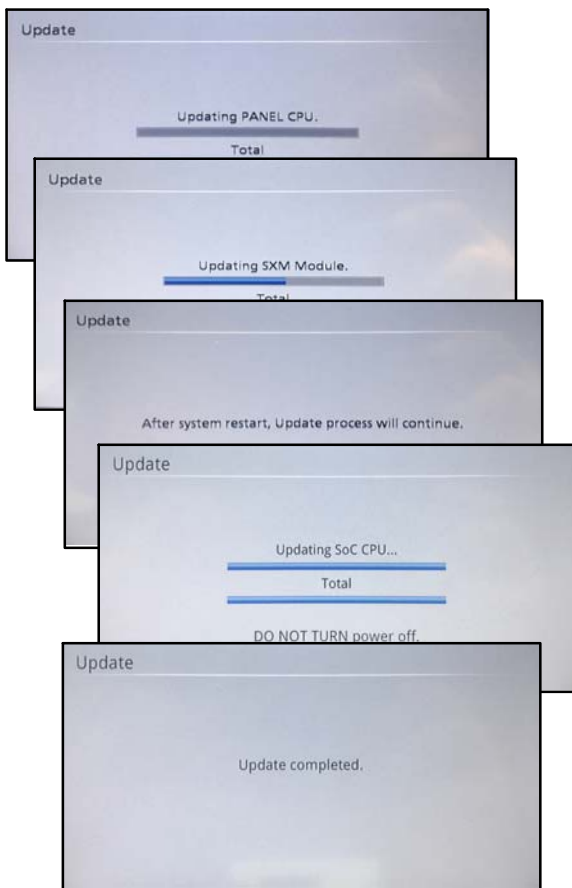 Update
Updating PANEL CPU.
Total
Update
Updating SXM Module.
Total
Update
After system restart, Update process will continue.
Update
Updating SoC CPU...
Total
DO NOT TURN power off.
Update
Update completed.